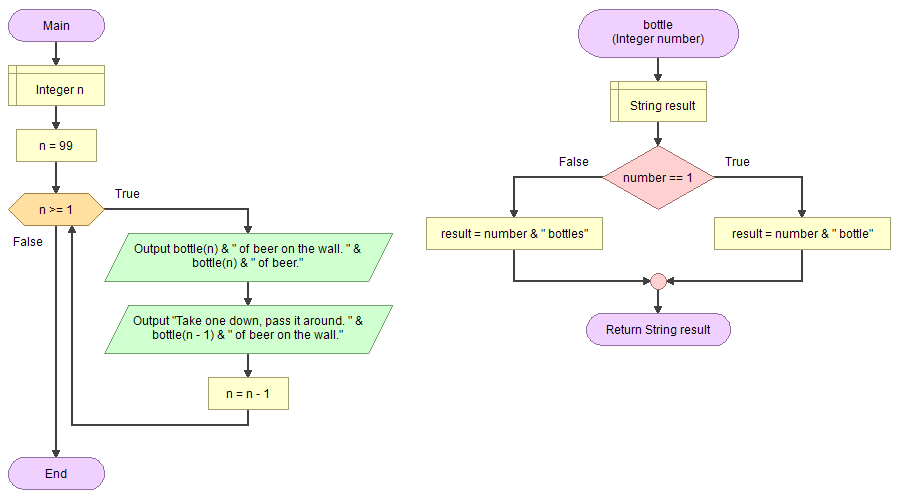 Main
Integer n
n = 99
n >= 1
True
False
Output bottle(n) & " of beer on the wall. " &
bottle(n) & " of beer."
Output "Take one down, pass it around. " &
bottle(n - 1) & " of beer on the wall."
n = n - 1
End
bottle
(Integer number)
String result
number == 1
False
True
result = number & " bottles"
result = number & " bottle"
Return String result